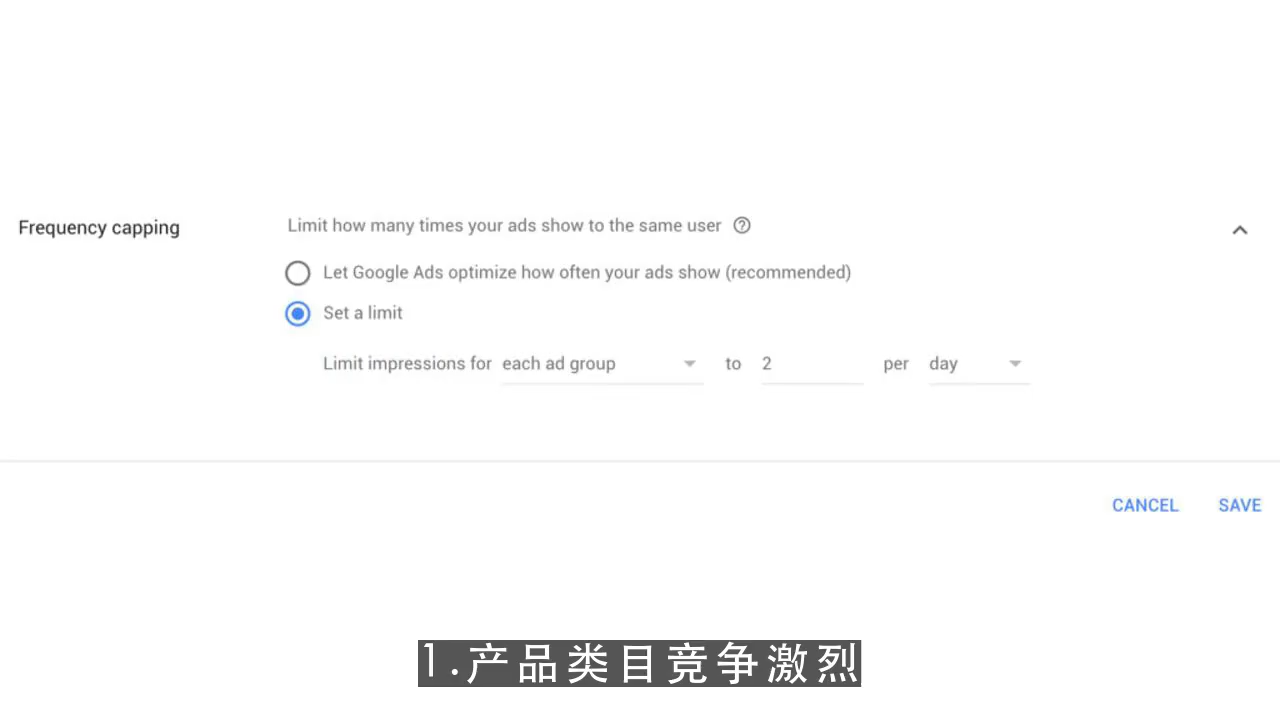 Frequency capping
Limit how many times your ads show to the same user
Let Google Ads optimize how often your ads show (recommended)
Set a limit
Limit impressions for each ad group to 2 per day
CANCEL SAVE
1.产品类目竞争激烈